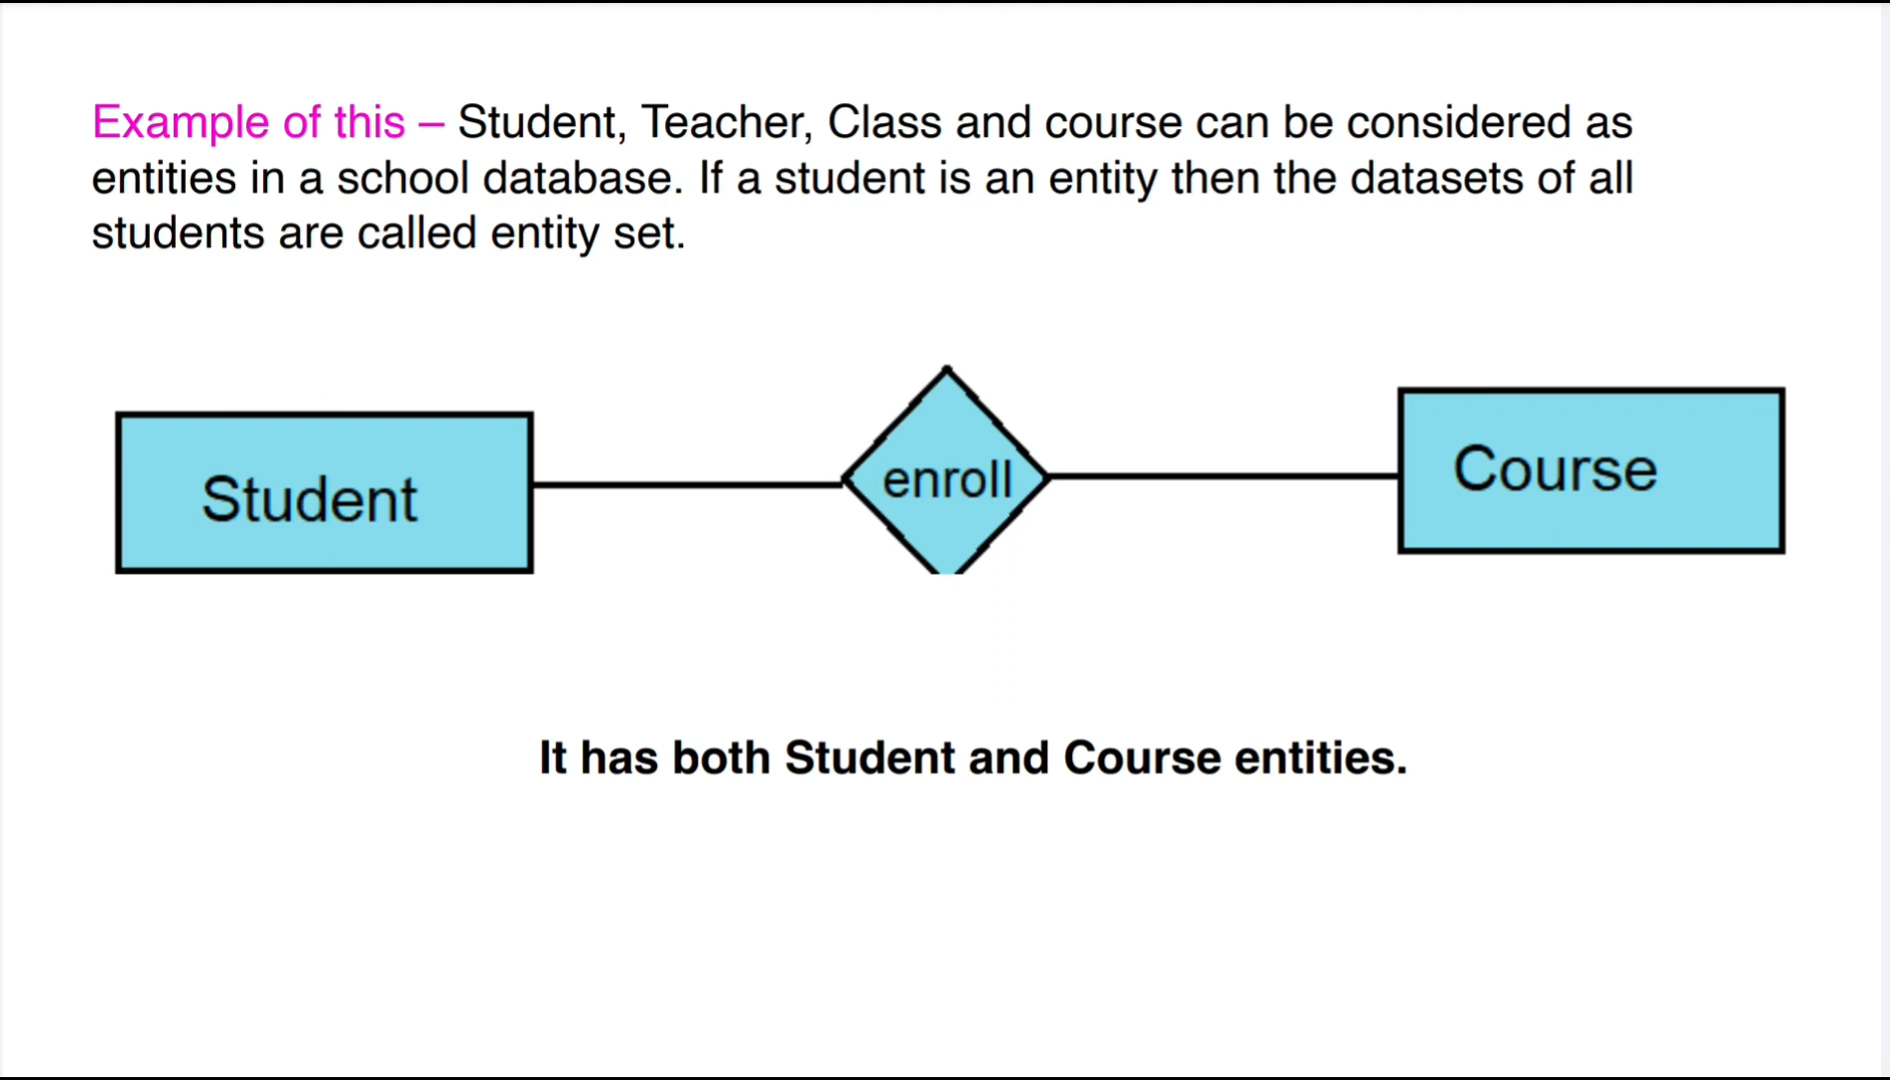 Example of this – Student, Teacher, Class and course can be considered as
entities in a school database. If a student is an entity then the datasets of all
students are called entity set.
Student
enroll
Course
It has both Student and Course entities.